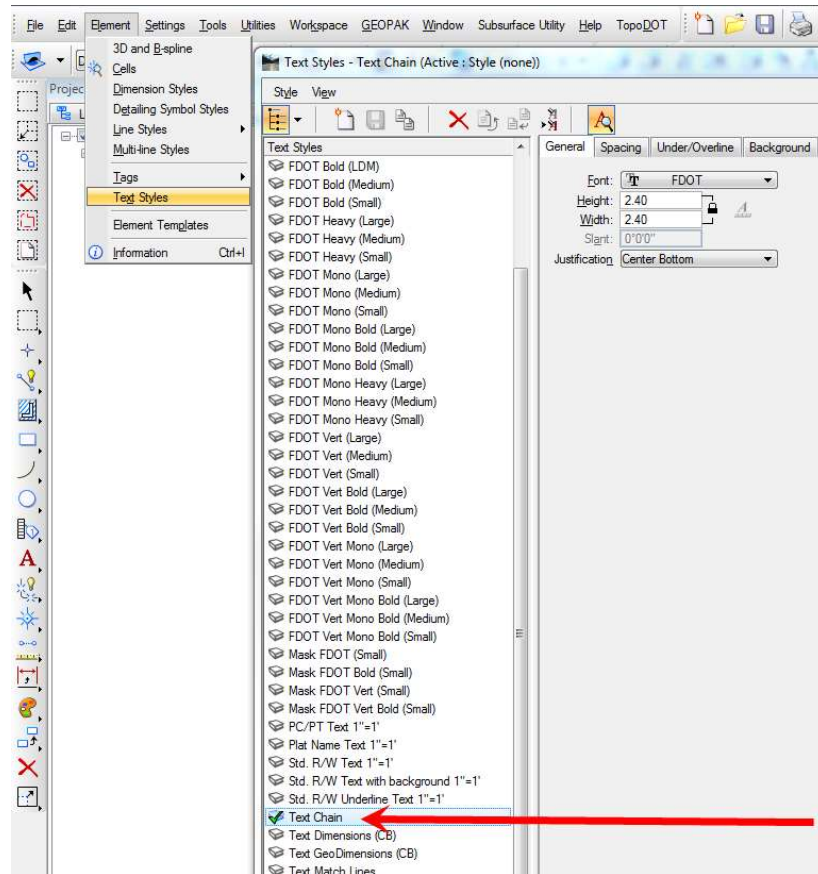 File Edit Element Settings Tools Utilities Workspace GEOPAK Window Subsurface Utility Help TopoDOT
3D and B-spline
Cells
Dimension Styles
Detailing Symbol Styles
Line Styles
Multi-line Styles
Tags
Text Styles
Element Templates
Information Ctrl+I
Projec
Text Styles - Text Chain (Active : Style (none))
Style View
Text Styles
FDOT Bold (LDM)
FDOT Bold (Medium)
FDOT Bold (Small)
FDOT Heavy (Large)
FDOT Heavy (Medium)
FDOT Heavy (Small)
FDOT Mono (Large)
FDOT Mono (Medium)
FDOT Mono (Small)
FDOT Mono Bold (Large)
FDOT Mono Bold (Medium)
FDOT Mono Bold (Small)
FDOT Mono Heavy (Large)
FDOT Mono Heavy (Medium)
FDOT Mono Heavy (Small)
FDOT Vert (Large)
FDOT Vert (Medium)
FDOT Vert (Small)
FDOT Vert Bold (Large)
FDOT Vert Bold (Medium)
FDOT Vert Bold (Small)
FDOT Vert Mono (Large)
FDOT Vert Mono (Medium)
FDOT Vert Mono (Small)
FDOT Vert Mono Bold (Large)
FDOT Vert Mono Bold (Medium)
FDOT Vert Mono Bold (Small)
Mask FDOT (Small)
Mask FDOT Bold (Small)
Mask FDOT Vert (Small)
Mask FDOT Vert Bold (Small)
PC/PT Text 1"=1'
Plat Name Text 1"=1'
Std. R/W Text 1"=1'
Std. R/W Text with background 1"=1'
Std. R/W Underline Text 1"=1'
Text Chain
Text Dimensions (CB)
Text GeoDimensions (CB)
Text Match Lines
General Spacing Under/Overline Background
Font: FDOT
Height: 2.40
Width: 2.40
Slant: 0°0'0"
Justification Center Bottom